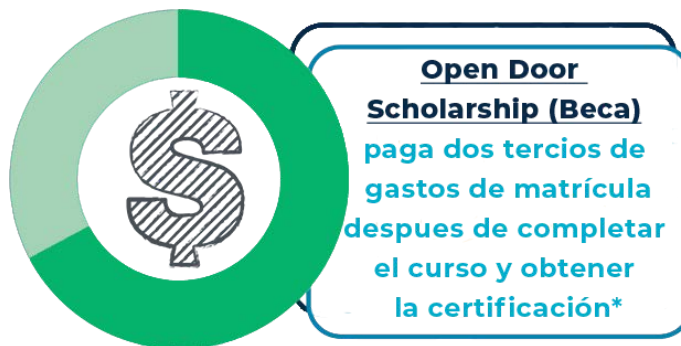 $
Open Door
Scholarship (Beca)
paga dos tercios de
gastos de matrícula
despues de completar
el curso y obtener
la certificación*